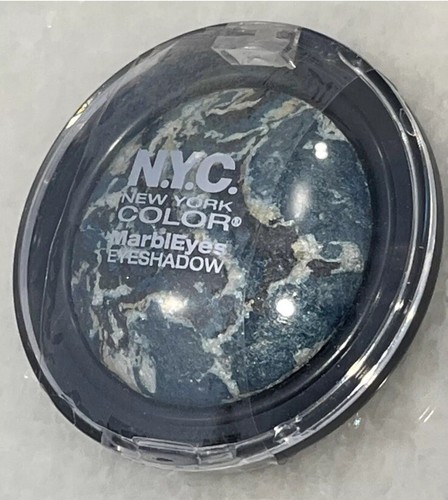 N.Y.C.
NEW YORK
COLOR®
MarblEyes
EYESHADOW